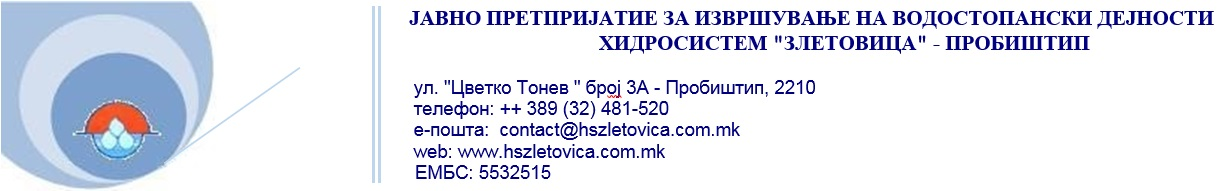 ЈАВНО ПРЕТПРИЈАТИЕ ЗА ИЗВРШУВАЊЕ НА ВОДОСТОПАНСКИ ДЕЈНОСТИ
ХИДРОСИСТЕМ "ЗЛЕТОВИЦА" - ПРОБИШТИП
ул. "Цветко Тонев " број 3А - Пробиштип, 2210
телефон: ++ 389 (32) 481-520
е-пошта: contact@hszletovica.com.mk
web: www.hszletovica.com.mk
ЕМБС: 5532515